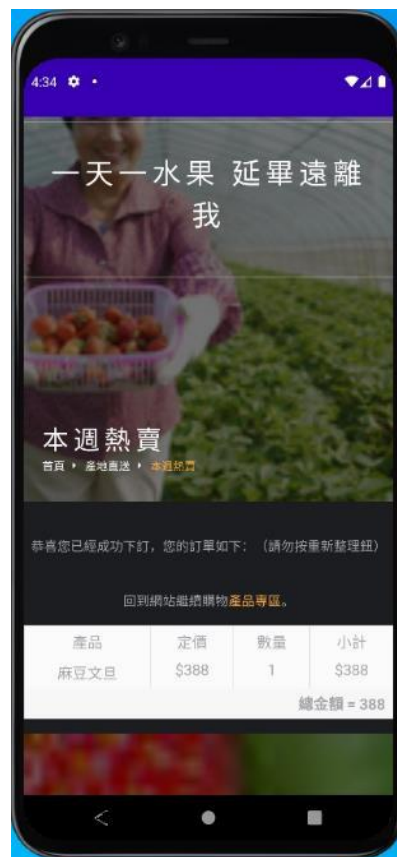 4:34
一天一水果 延畢遠離
我
本週熱賣
首頁 ▸ 產地直送 ▸ 本週熱賣
恭喜您已經成功下訂，您的訂單如下：（請勿按重新整理鈕）
回到網站繼續購物產品專區。
產品 定價 數量 小計
麻豆文旦 $388 1 $388
總金額 = 388